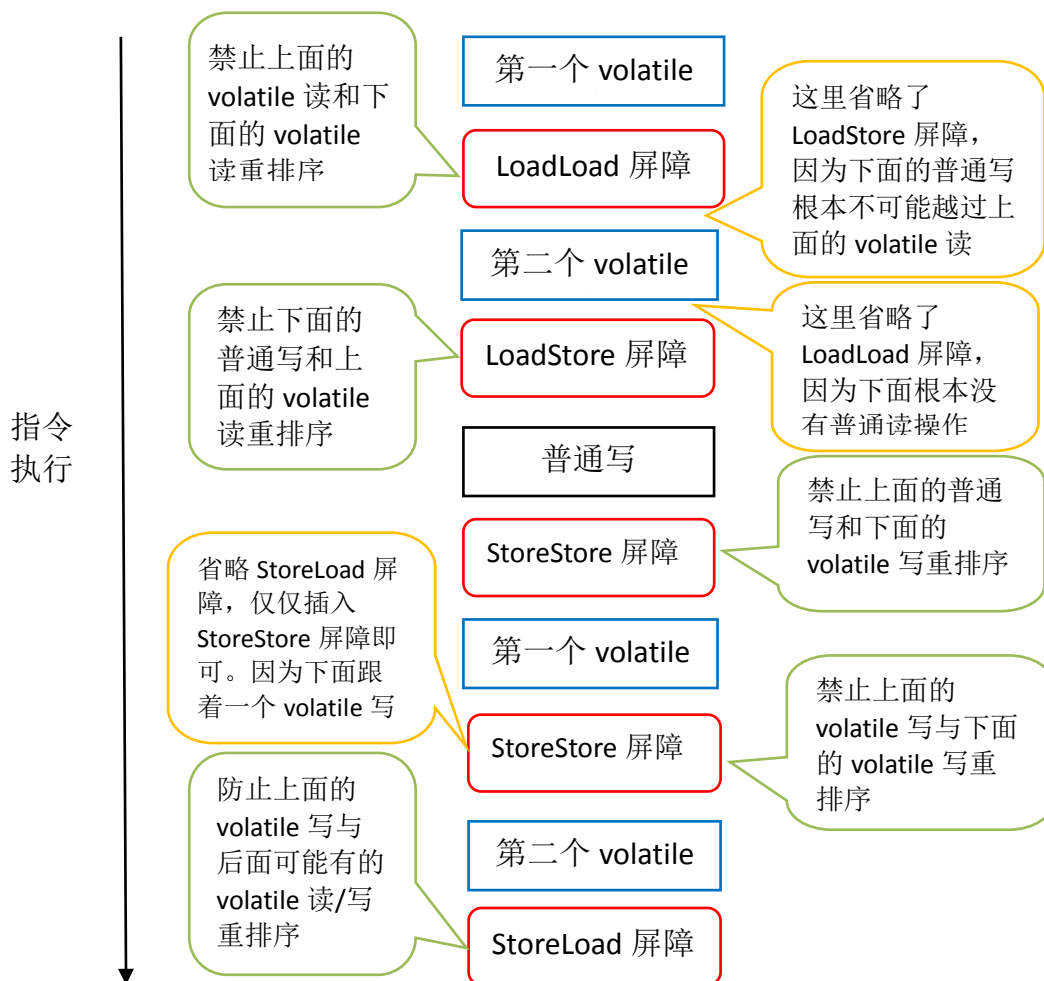 禁止上面的
volatile 读和下
面的 volatile
读重排序
第一个 volatile
这里省略了
LoadStore 屏障,
因为下面的普通写
根本不可能越过上
面的 volatile 读
LoadLoad 屏障
第二个 volatile
禁止下面的
普通写和上
面的 volatile
读重排序
LoadStore 屏障
这里省略了
LoadLoad 屏障,
因为下面根本没
有普通读操作
指令
执行
普通写
禁止上面的普通
写和下面的
volatile 写重排序
StoreStore 屏障
省略 StoreLoad 屏
障，仅仅插入
StoreStore 屏障即
可。因为下面跟
着一个 volatile 写
第一个 volatile
禁止上面的
volatile 写与下面
的 volatile 写重
排序
StoreStore 屏障
防止上面的
volatile 写与
后面可能有的
volatile 读/写
重排序
第二个 volatile
StoreLoad 屏障